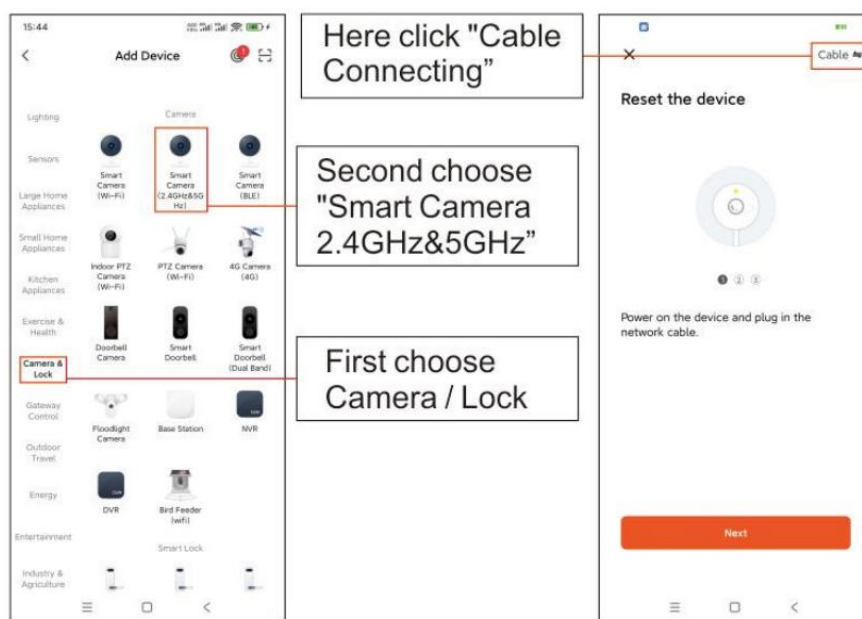 15:44
Add Device
1
Lighting
Sensors
Large Home
Appliances
Small Home
Appliances
Kitchen
Appliances
Exercise &
Health
Camera &
Lock
Gateway
Control
Outdoor
Travel
Energy
Entertainment
Industry &
Agriculture
Camera
Smart
Camera
(Wi-Fi)
Smart
Camera
(2.4GHz&5G
Hz)
Smart
Camera
(BLE)
Indoor PTZ
Camera
(Wi-Fi)
PTZ Camera
(Wi-Fi)
4G Camera
(4G)
Doorbell
Camera
Smart
Doorbell
Smart
Doorbell
(Dual Band)
Floodlight
Camera
Base Station
NVR
DVR
Bird Feeder
(wifi)
Smart Lock
Here click "Cable
Connecting”
Second choose
"Smart Camera
2.4GHz&5GHz”
First choose
Camera / Lock
Cable
Reset the device
1 2 3
Power on the device and plug in the
network cable.
Next